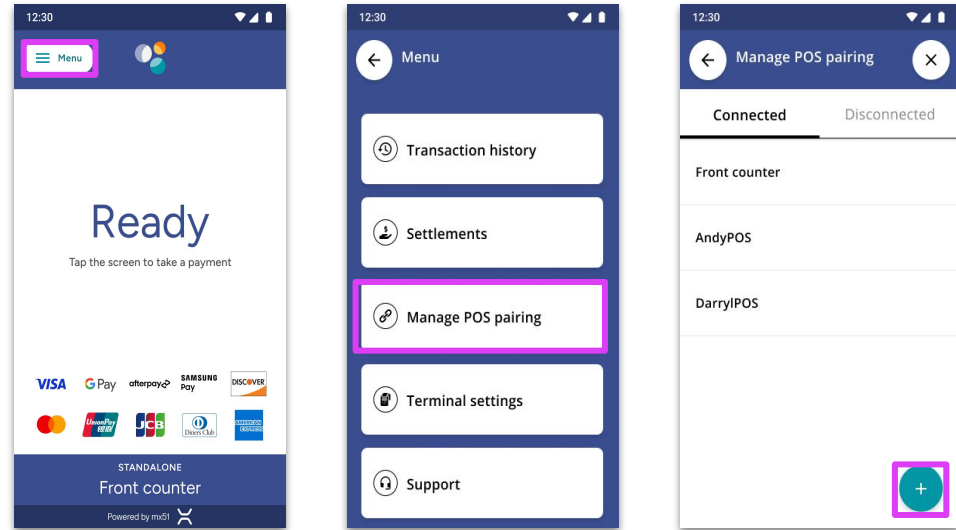 12:30
Menu
Ready
Tap the screen to take a payment
VISA
G Pay
afterpay
SAMSUNG
Pay
DISCOVER
UnionPay
银联
JCB
Diners Club
AMERICAN
EXPRESS
STANDALONE
Front counter
Powered by mx51
12:30
Menu
Transaction history
Settlements
Manage POS pairing
Terminal settings
Support
12:30
Manage POS pairing
Connected
Disconnected
Front counter
AndyPOS
DarrylPOS